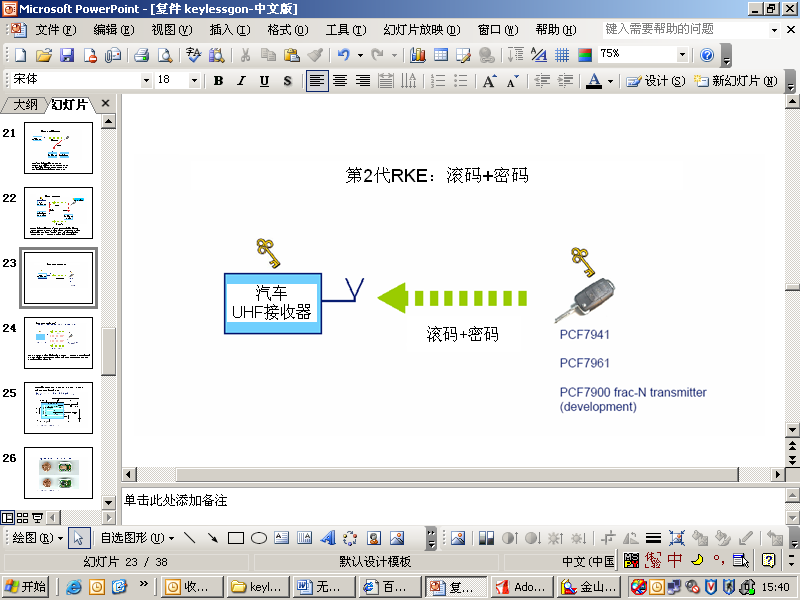 Microsoft PowerPoint - [复件 keylessgon-中文版]
文件(F) 编辑(E) 视图(V) 插入(I) 格式(O) 工具(T) 幻灯片放映(D) 窗口(W) 帮助(H) 键入需要帮助的问题
75%
宋体 18 B I U S A A A 设计(S) 新幻灯片(N)
大纲 幻灯片
21
22
23
24
25
26
第2代RKE：滚码+密码
汽车
UHF接收器
滚码+密码
PCF7941
PCF7961
PCF7900 frac-N transmitter
(development)
单击此处添加备注
绘图(R) 自选图形(U)
幻灯片 23 / 38 默认设计模板 中文(中国 中
开始 收... keyl... 无... 百... 复... Ado... 金山... 15:40